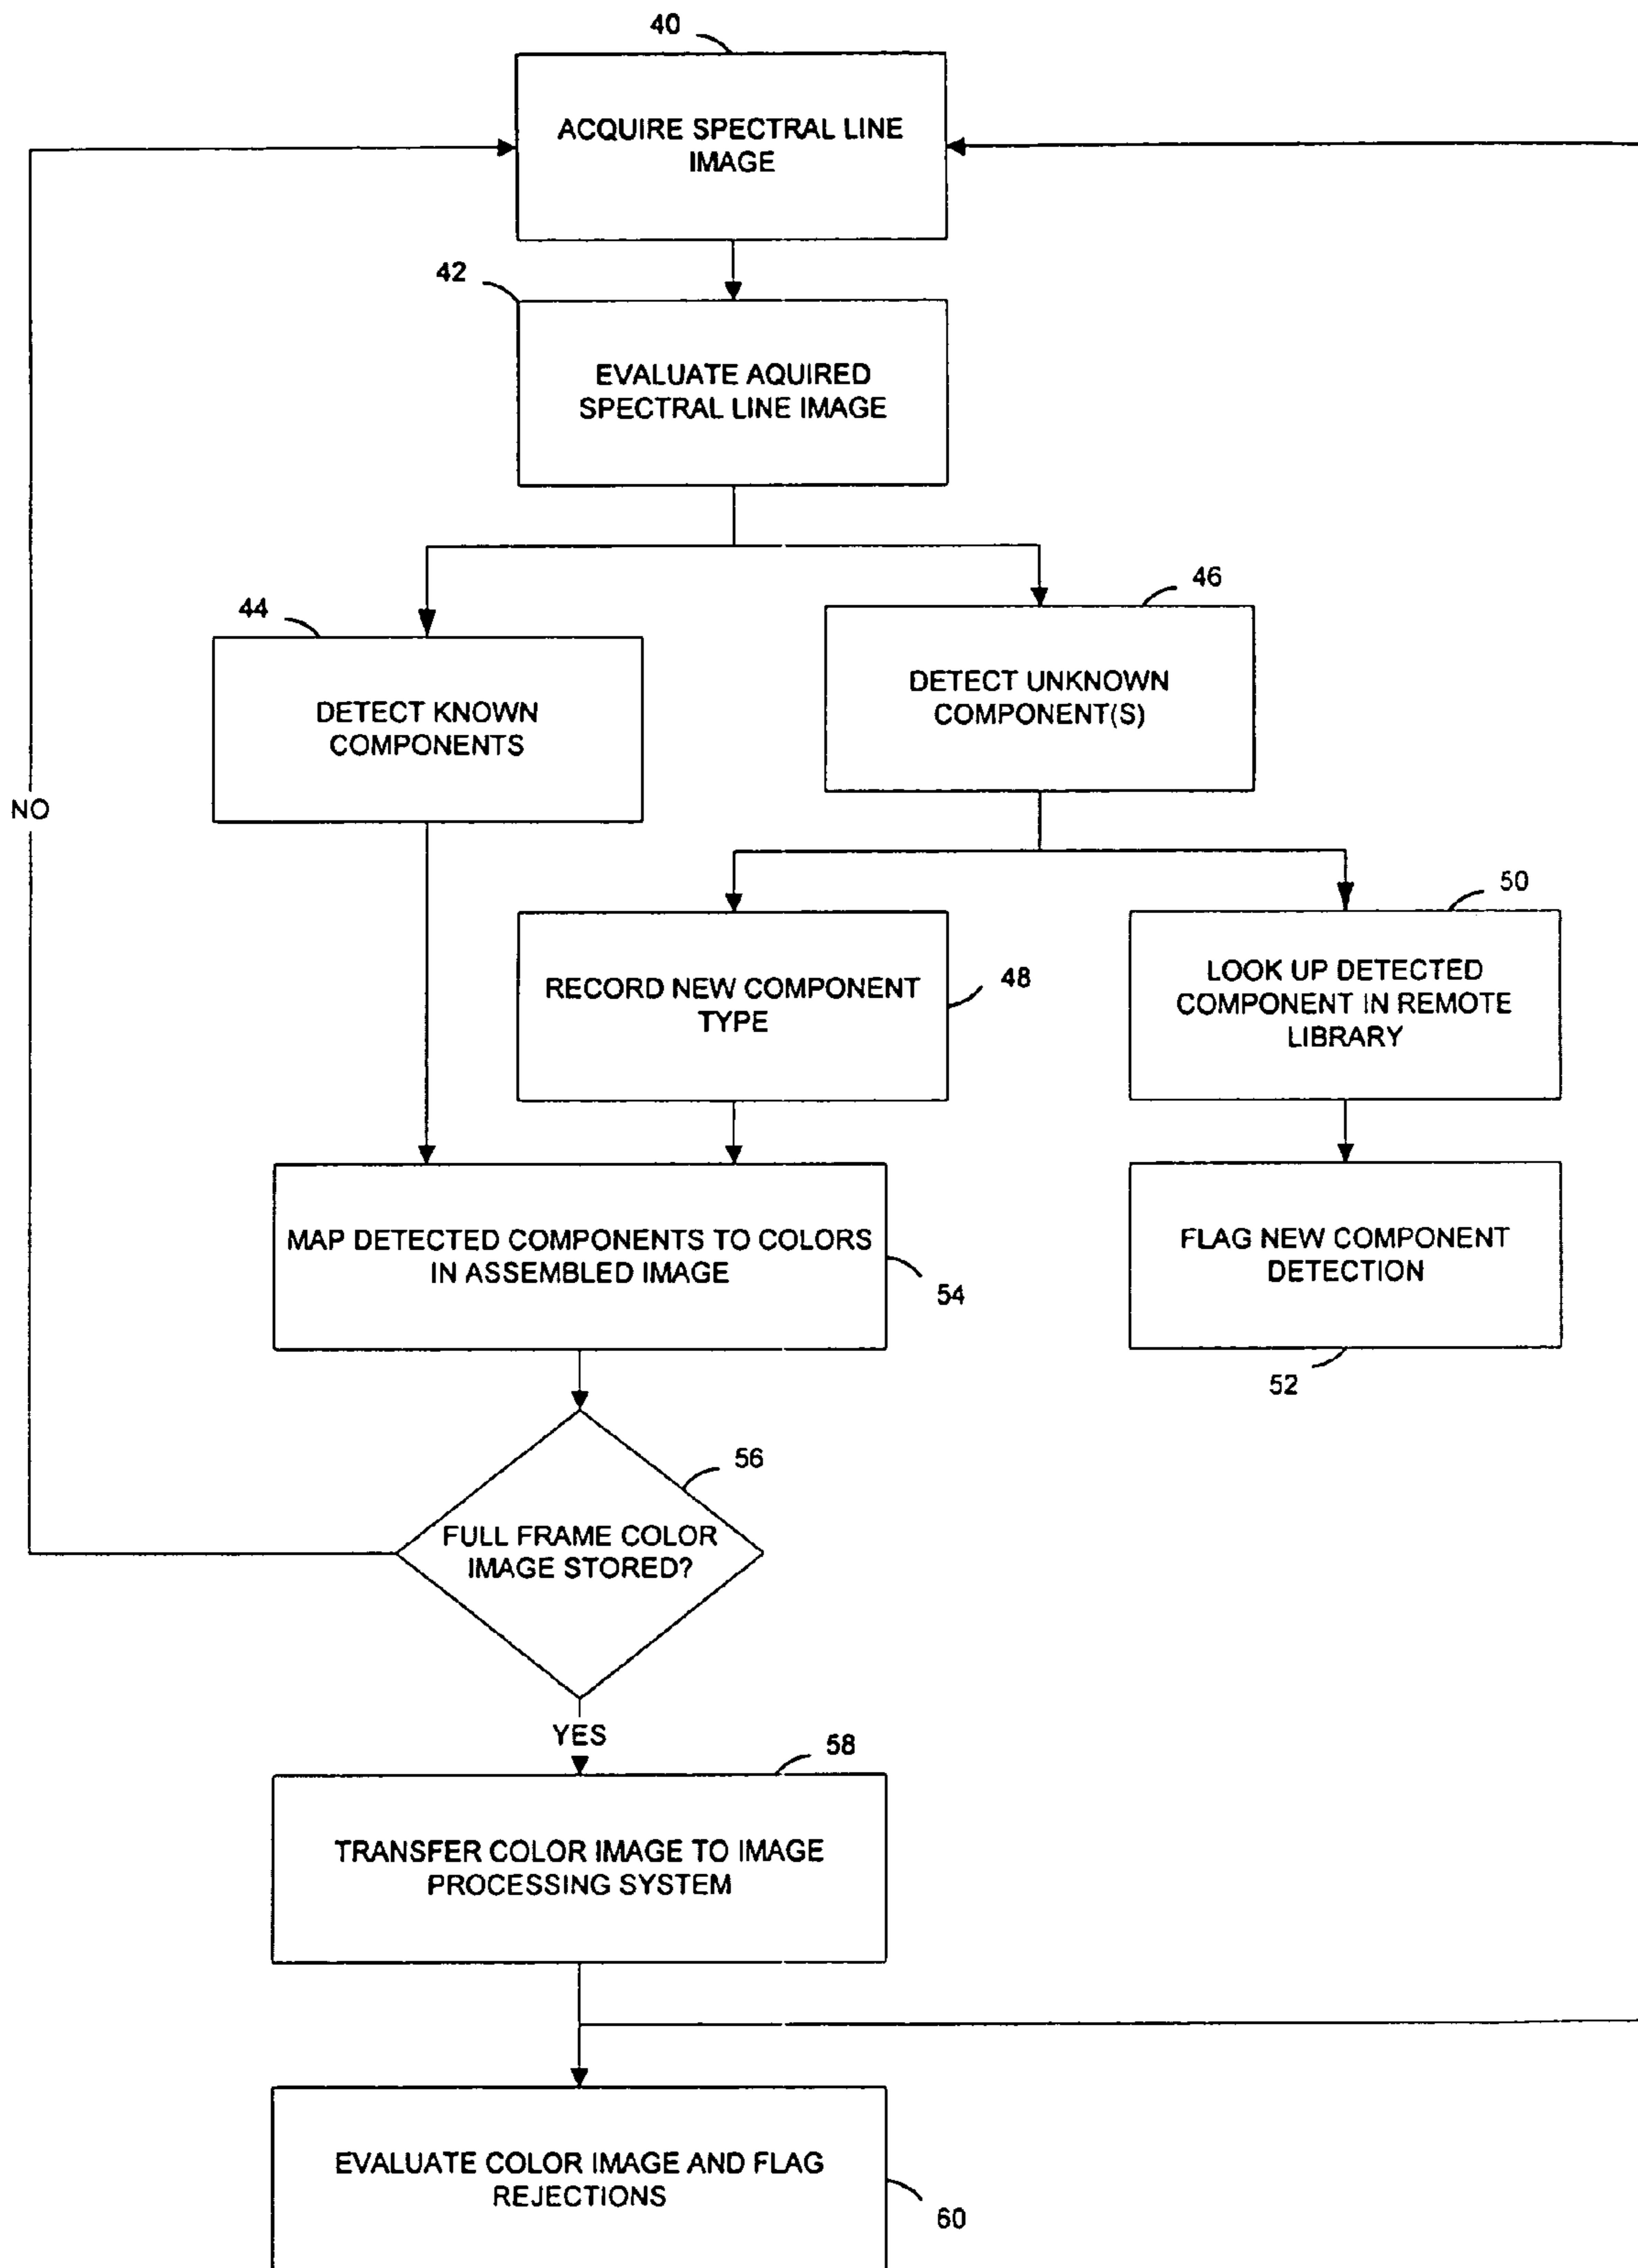 40
ACQUIRE SPECTRAL LINE
IMAGE
42
EVALUATE AQUIRED
SPECTRAL LINE IMAGE
44
46
DETECT KNOWN
COMPONENTS
DETECT UNKNOWN
COMPONENT(S)
NO
RECORD NEW COMPONENT
TYPE
48
50
LOOK UP DETECTED
COMPONENT IN REMOTE
LIBRARY
MAP DETECTED COMPONENTS TO COLORS
IN ASSEMBLED IMAGE
54
FLAG NEW COMPONENT
DETECTION
52
56
FULL FRAME COLOR
IMAGE STORED?
YES
58
TRANSFER COLOR IMAGE TO IMAGE
PROCESSING SYSTEM
EVALUATE COLOR IMAGE AND FLAG
REJECTIONS
60